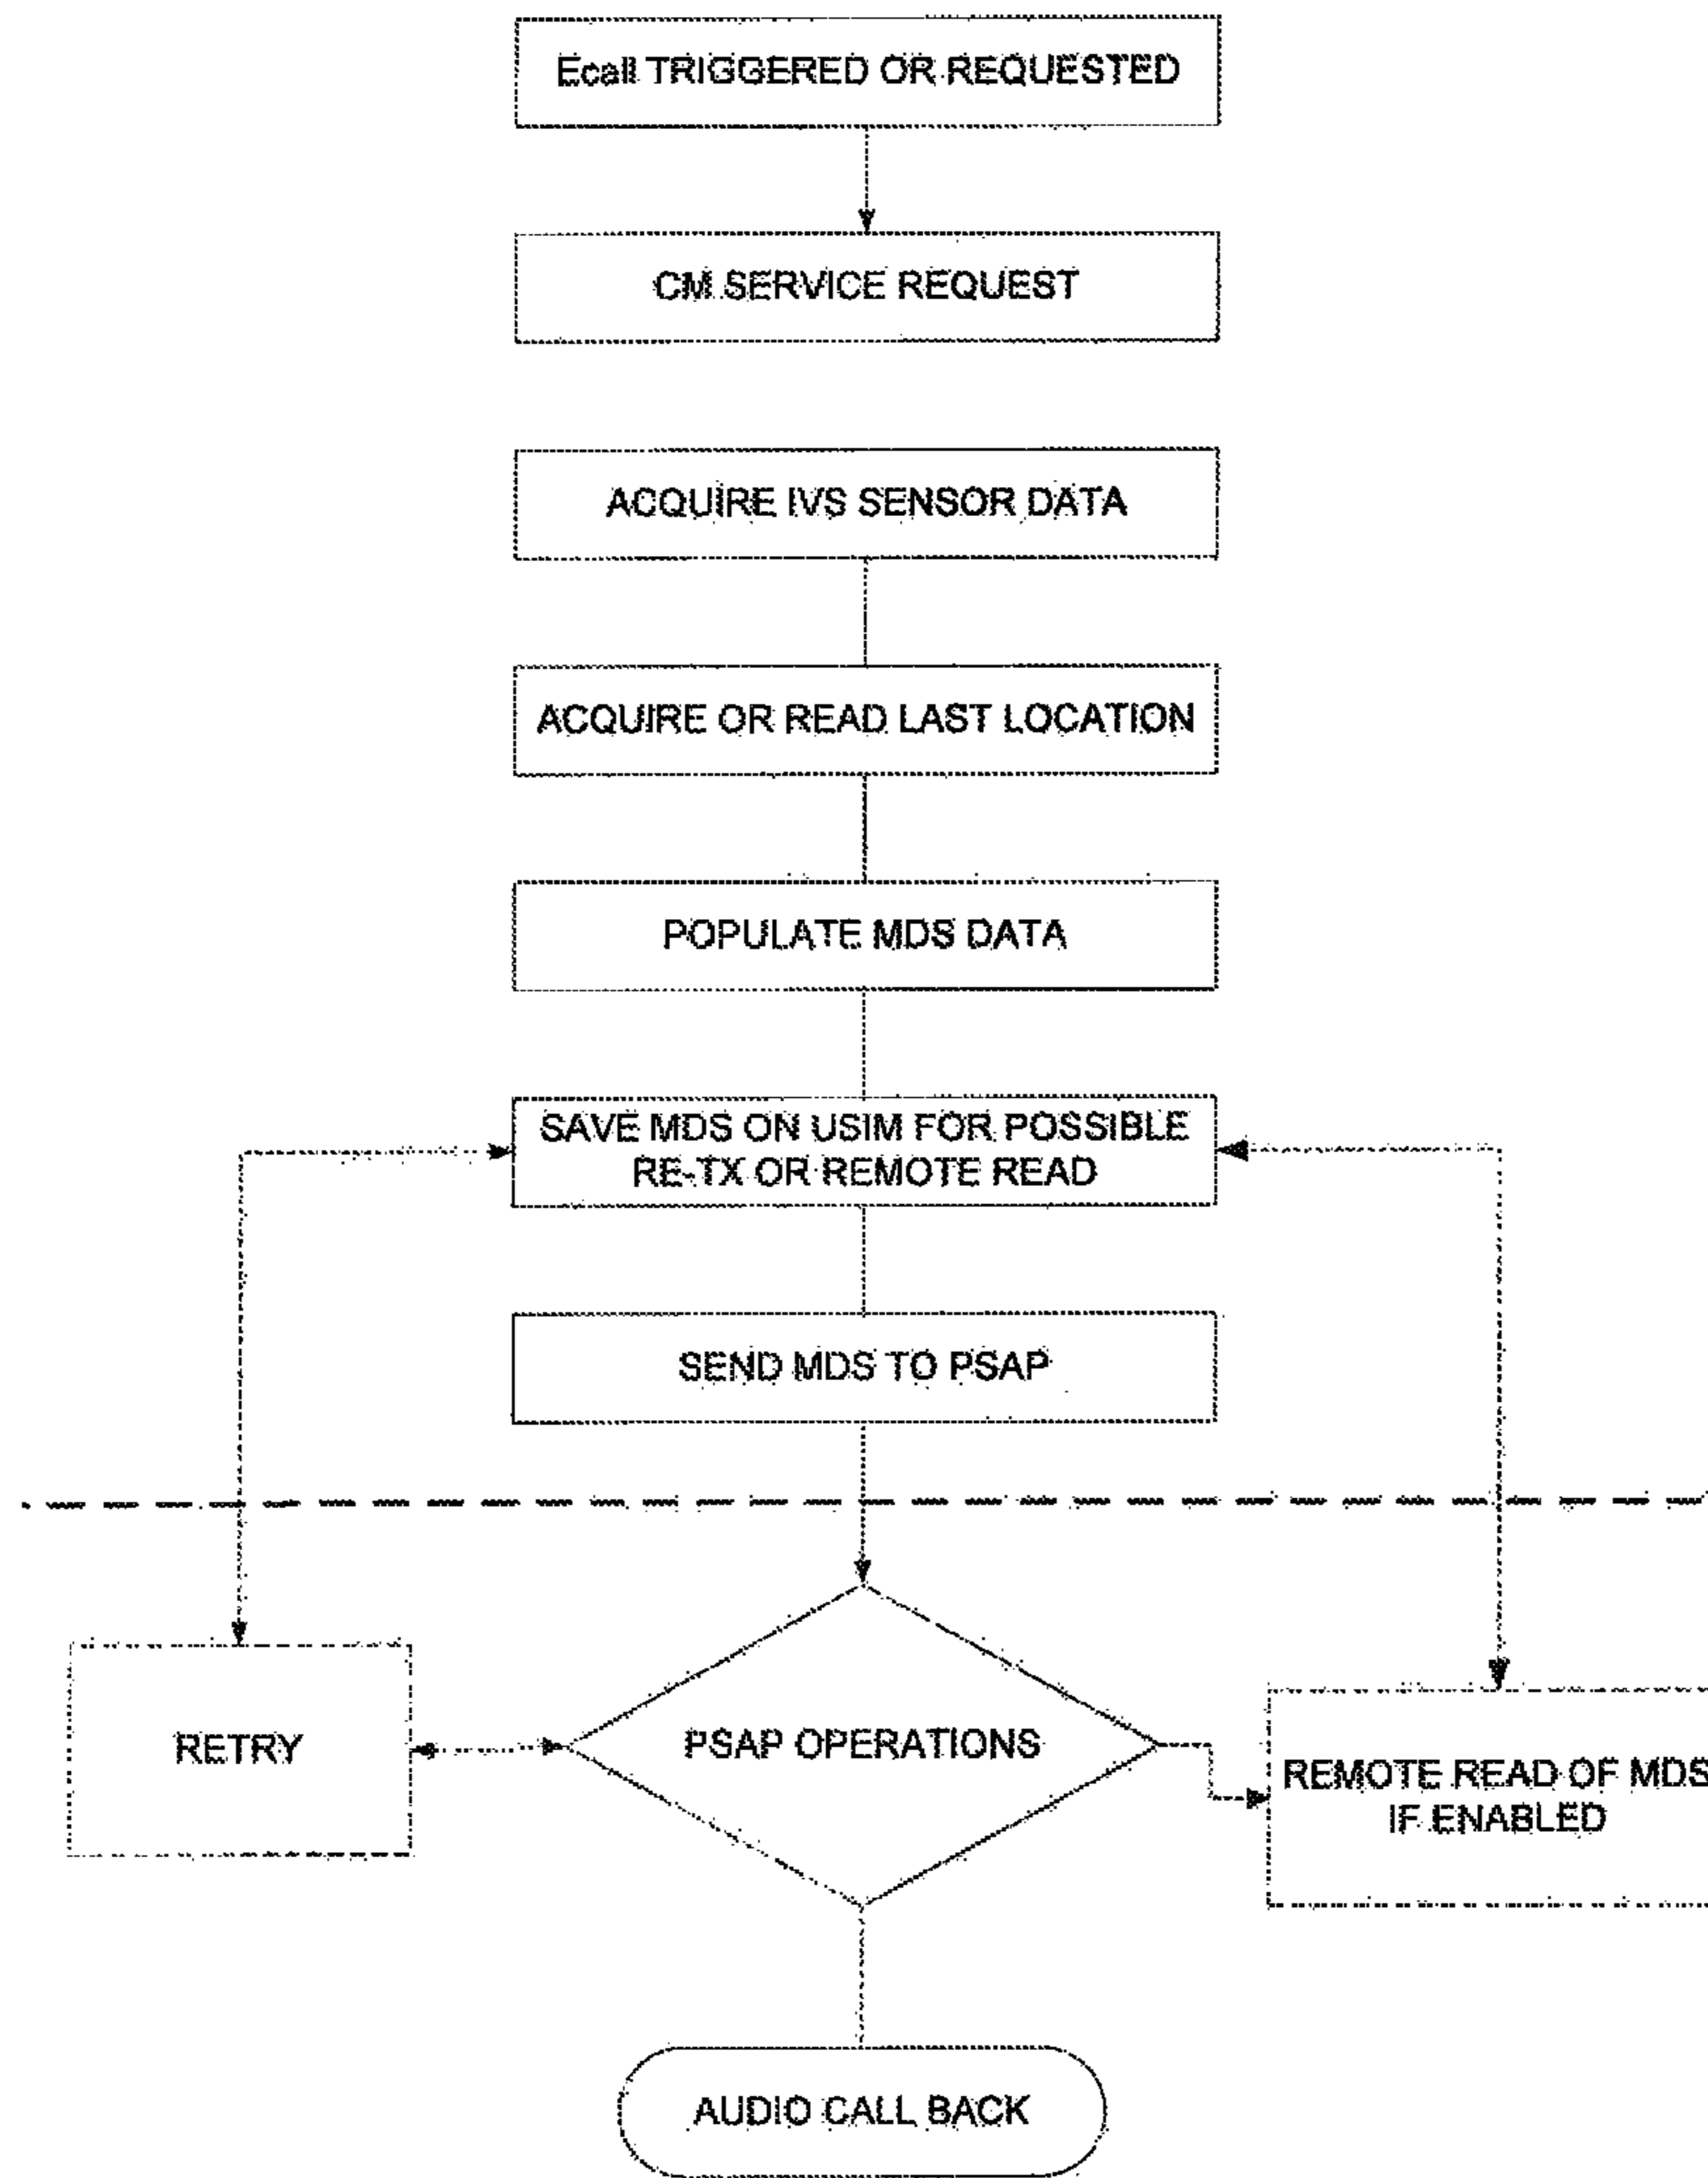 Ecall TRIGGERED OR REQUESTED
CM SERVICE REQUEST
ACQUIRE IVS SENSOR DATA
ACQUIRE OR READ LAST LOCATION
POPULATE MDS DATA
SAVE MDS ON USIM FOR POSSIBLE
RE-TX OR REMOTE READ
SEND MDS TO PSAP
RETRY
PSAP OPERATIONS
REMOTE READ OF MDS
IF ENABLED
AUDIO CALL BACK